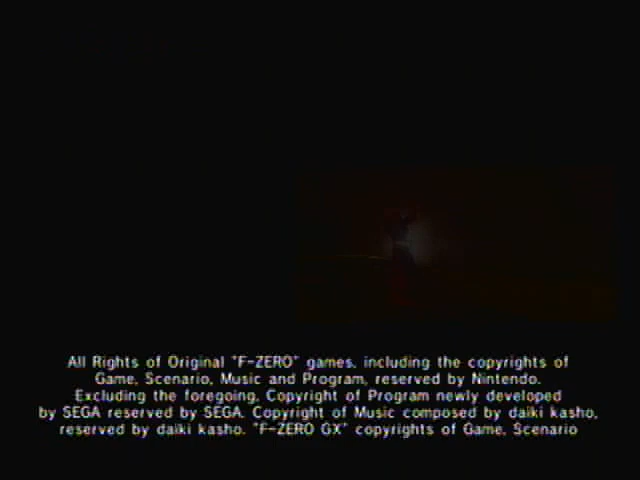 All Rights of Original "F-ZERO" games, including the copyrights of
Game, Scenario, Music and Program, reserved by Nintendo.
Excluding the foregoing, Copyright of Program newly developed
by SEGA reserved by SEGA. Copyright of Music composed by daiki kasho,
reserved by daiki kasho. "F-ZERO GX" copyrights of Game, Scenario